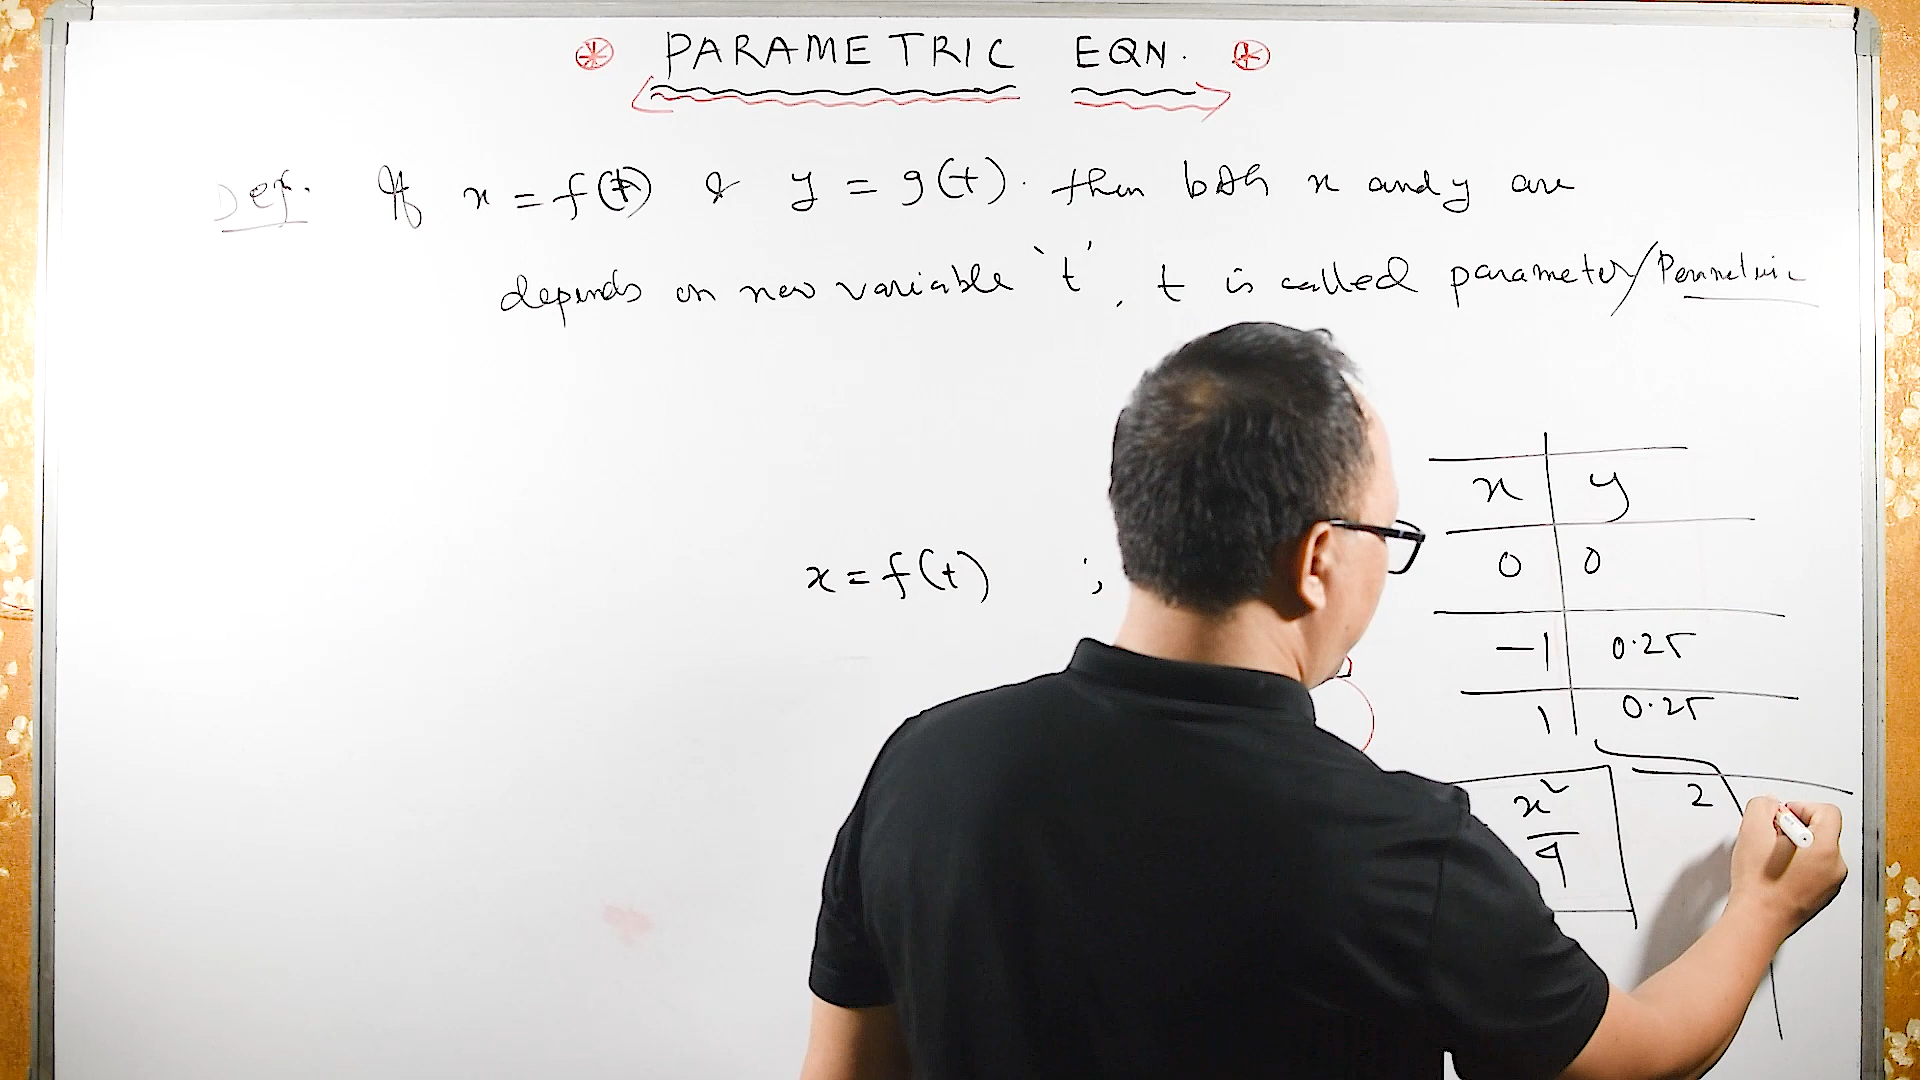 PARAMETRIC EQN.
Def. If x = f(t) & y = g(t). then both x and y are
depends on new variable 't', t is called parameter/Parametric
x = f(t) ;
x y
0 0
-1 0.25
1 0.25
x²/4
2